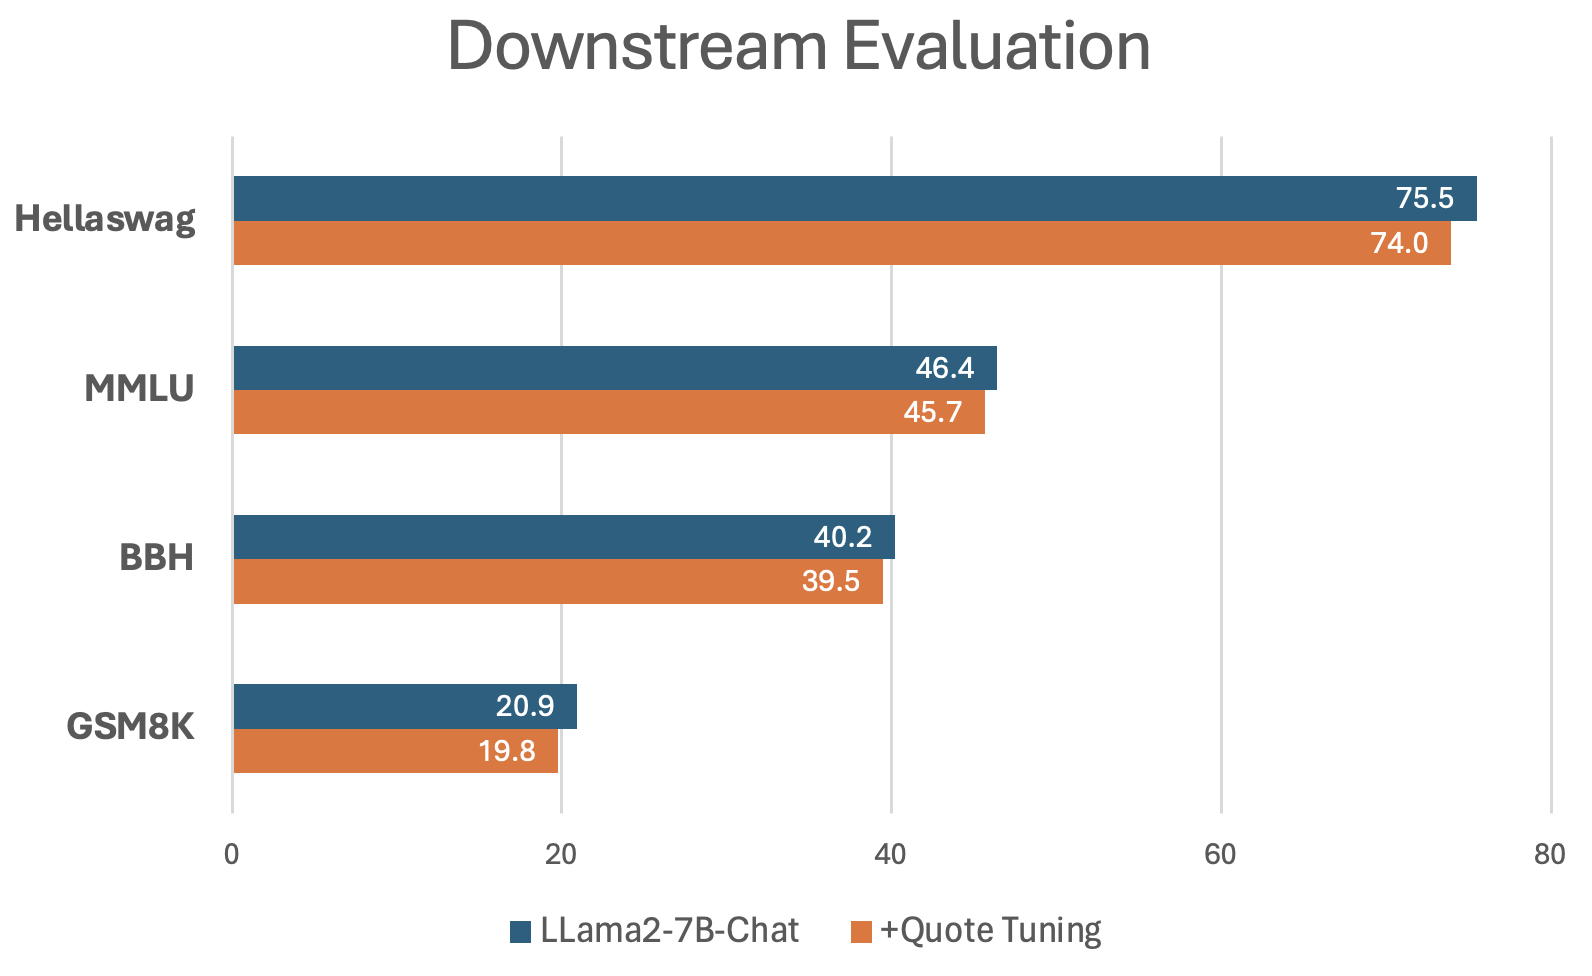 Downstream Evaluation
Hellaswag
75.5
74.0
MMLU
46.4
45.7
BBH
40.2
39.5
GSM8K
20.9
19.8
0 20 40 60 80
LLama2-7B-Chat +Quote Tuning